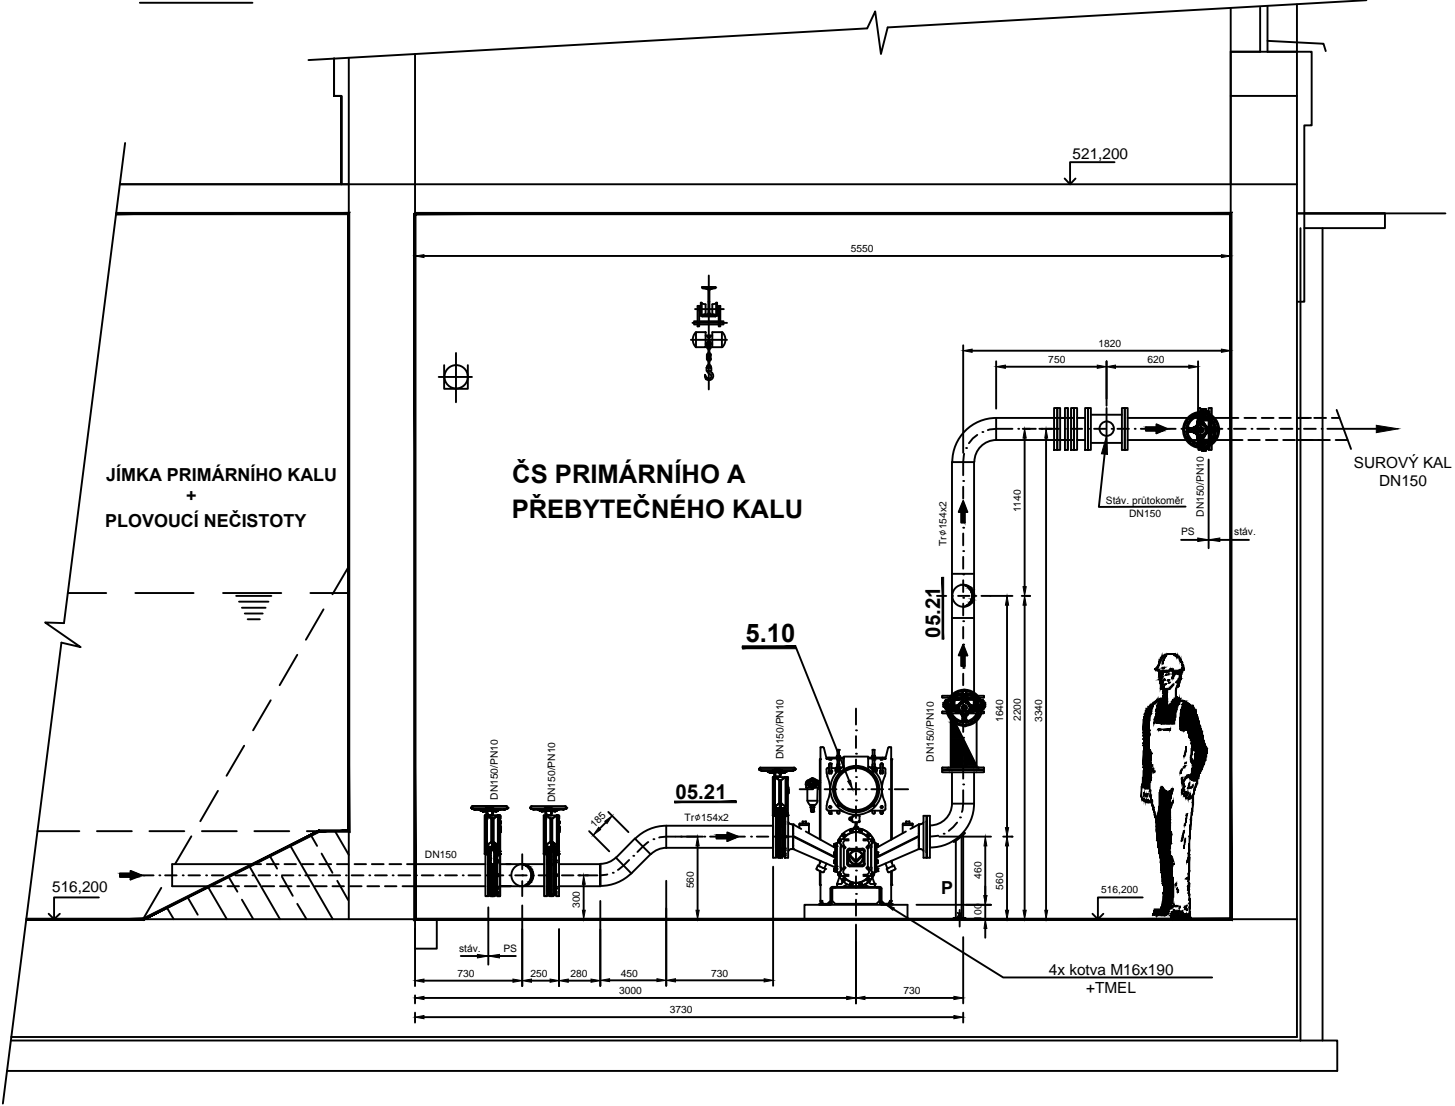 521,200
5550
1820
750
620
JÍMKA PRIMÁRNÍHO KALU
+
PLOVOUCÍ NEČISTOTY
ČS PRIMÁRNÍHO A
PŘEBYTEČNÉHO KALU
SUROVÝ KAL
DN150
Stáv. průtokoměr
DN150
DN150/PN10
PS
stáv.
Trø154x2
1140
05.21
5.10
1640
2200
3340
DN150/PN10
DN150/PN10
DN150/PN10
DN150/PN10
05.21
Trø154x2
185
DN150
560
300
460
560
100
P
516,200
516,200
stáv.
PS
730
250
280
450
730
3000
730
3730
4x kotva M16x190
+TMEL